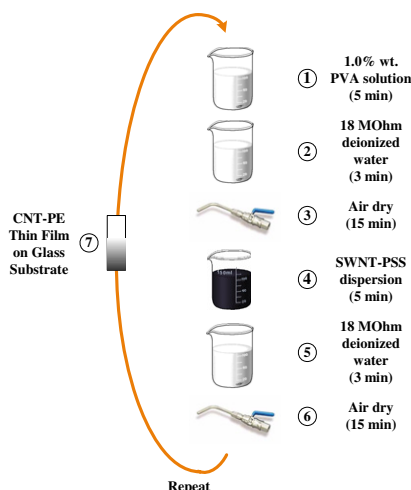 1
1.0% wt.
PVA solution
(5 min)
2
18 MOhm
deionized
water
(3 min)
3
Air dry
(15 min)
CNT-PE
Thin Film
on Glass
Substrate
7
4
SWNT-PSS
dispersion
(5 min)
5
18 MOhm
deionized
water
(3 min)
6
Air dry
(15 min)
Repeat